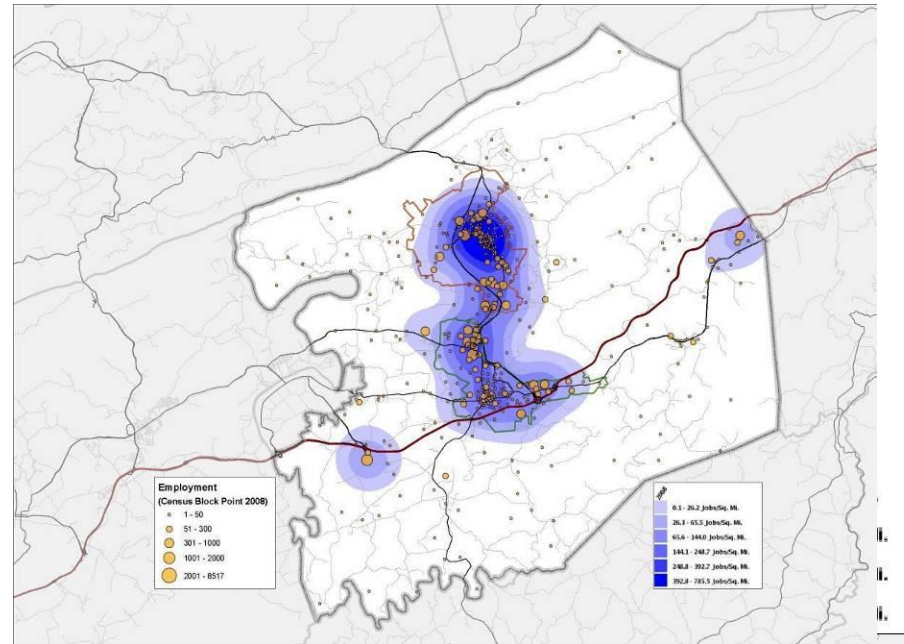 Employment
(Census Block Point 2008)
1 - 50
51 - 300
301 - 1000
1001 - 2000
2001 - 8517
2008
0.1 - 26.2 Jobs/Sq. Mi.
26.3 - 65.5 Jobs/Sq. Mi.
65.6 - 144.0 Jobs/Sq. Mi.
144.1 - 248.7 Jobs/Sq. Mi.
248.8 - 392.7 Jobs/Sq. Mi.
392.8 - 785.5 Jobs/Sq. Mi.
i.
i.
i.